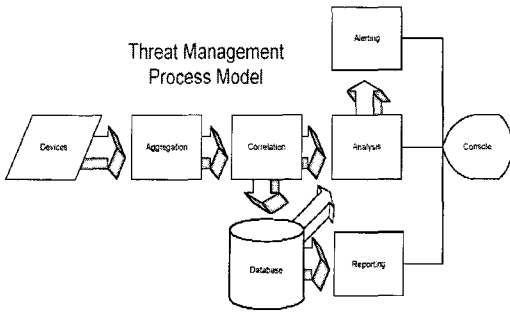 Threat Management
Process Model
Alerting
Devices
Aggregation
Correlation
Analysis
Console
Database
Reporting